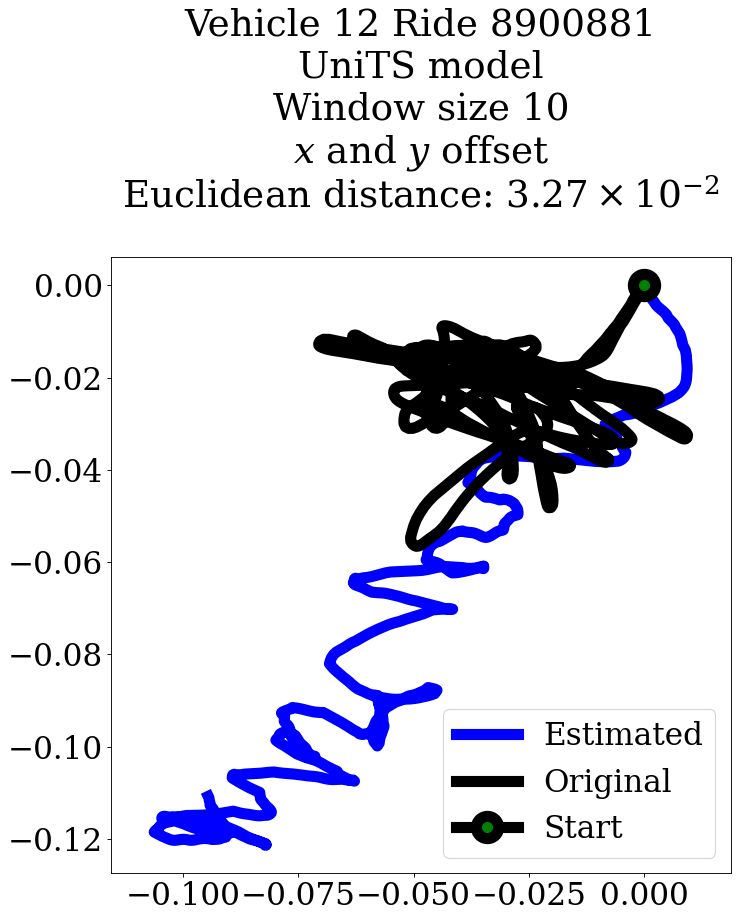 Vehicle 12 Ride 8900881
UniTS model
Window size 10
x and y offset
Euclidean distance: 3.27 × 10⁻²
0.00
−0.02
−0.04
−0.06
−0.08
−0.10
−0.12
Estimated
Original
Start
−0.100 −0.075 −0.050 −0.025 0.000